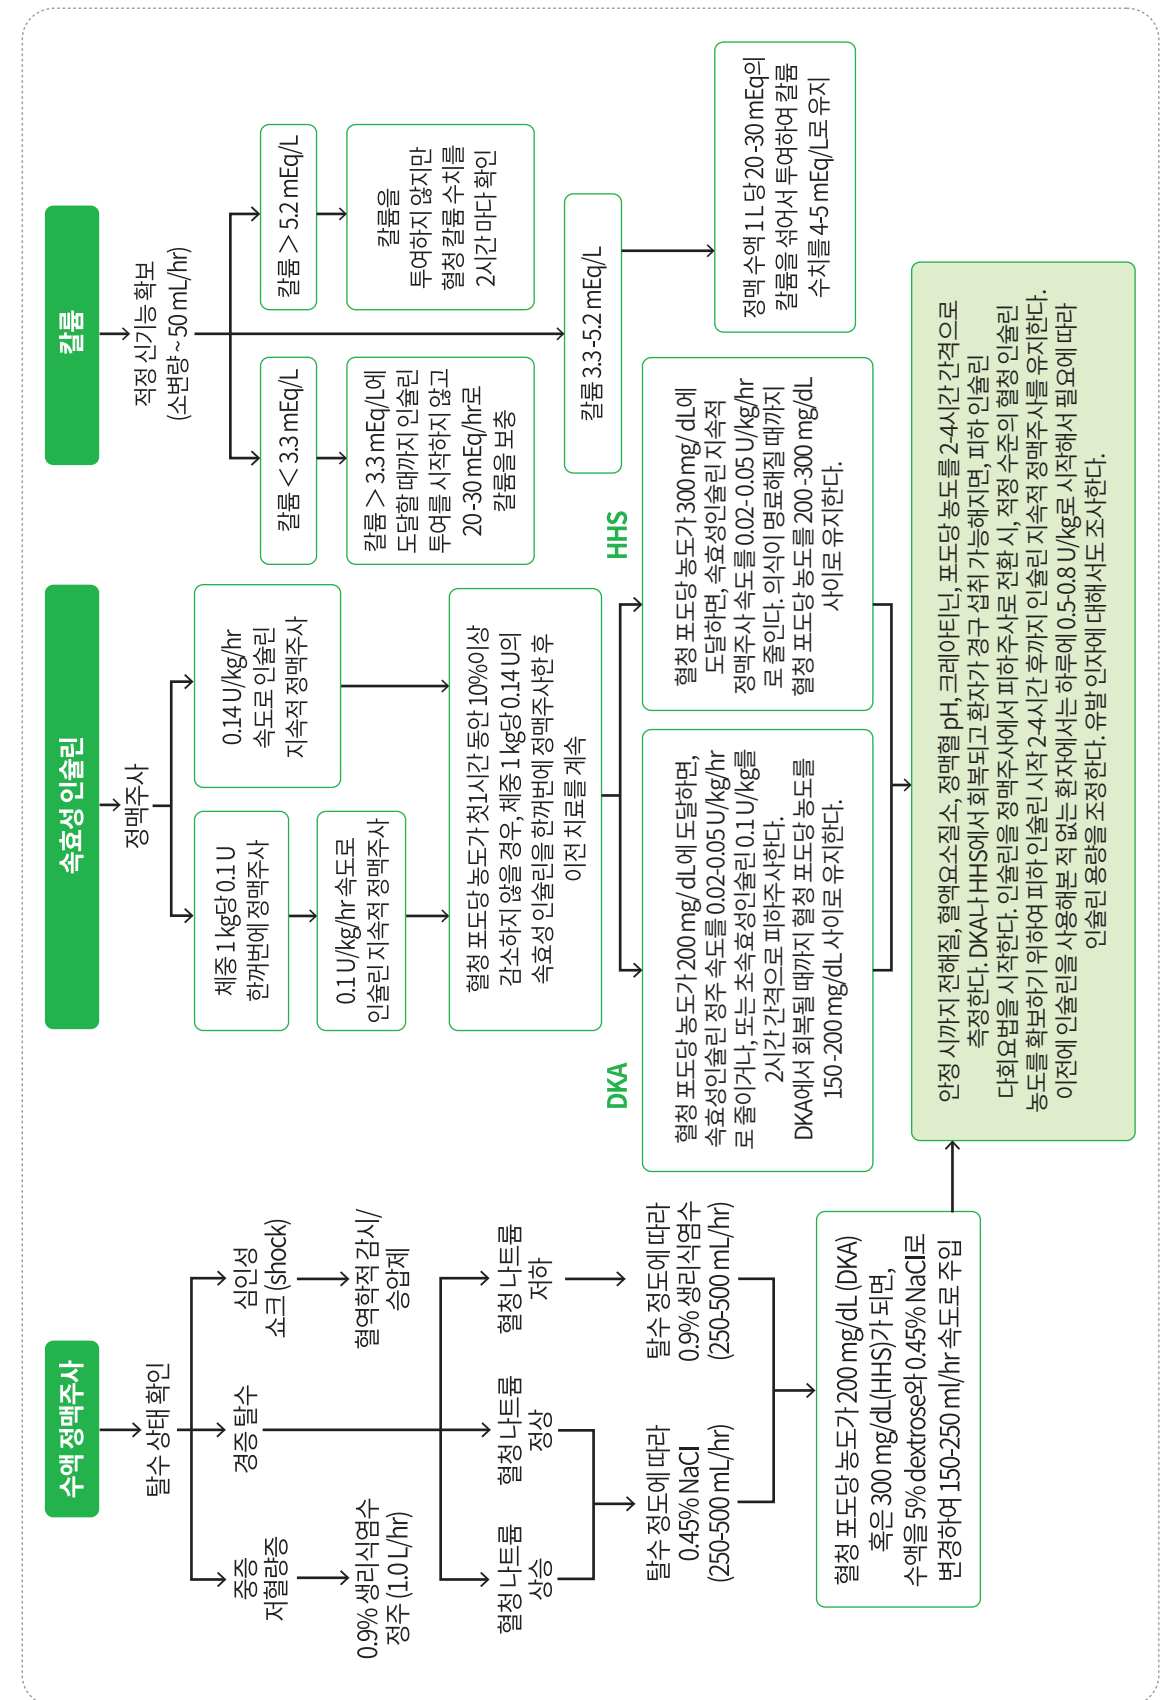 수액 정맥주사
탈수 상태 확인
중증
저혈량증
경증 탈수
심인성
쇼크 (shock)
0.9% 생리식염수
정주 (1.0 L/hr)
혈역학적 감시/
승압제
혈청 나트륨
상승
혈청 나트륨
정상
혈청 나트륨
저하
탈수 정도에 따라
0.45% NaCl
(250-500 mL/hr)
탈수 정도에 따라
0.9% 생리식염수
(250-500 mL/hr)
혈청 포도당 농도가 200 mg/dL (DKA)
혹은 300 mg/dL(HHS)가 되면,
수액을 5% dextrose와 0.45% NaCl로
변경하여 150-250 ml/hr 속도로 주입
속효성 인슐린
정맥주사
체중 1 kg당 0.1 U
한꺼번에 정맥주사
0.1 U/kg/hr 속도로
인슐린 지속적 정맥주사
0.14 U/kg/hr
속도로 인슐린
지속적 정맥주사
혈청 포도당 농도가 첫1시간 동안 10%이상
감소하지 않을 경우, 체중 1 kg당 0.14 U의
속효성 인슐린을 한꺼번에 정맥주사한 후
이전 치료를 계속
DKA
혈청 포도당 농도가 200 mg/ dL에 도달하면,
속효성인슐린 정주 속도를 0.02-0.05 U/kg/hr
로 줄이거나, 또는 초속효성인슐린 0.1 U/kg를
2시간 간격으로 피하주사한다.
DKA에서 회복될 때까지 혈청 포도당 농도를
150 -200 mg/dL 사이로 유지한다.
HHS
혈청 포도당 농도가 300 mg/ dL에
도달하면, 속효성인슐린 지속적
정맥주사 속도를 0.02- 0.05 U/kg/hr
로 줄인다. 의식이 명료해질 때까지
혈청 포도당 농도를 200 -300 mg/dL
사이로 유지한다.
칼륨
적정 신기능 확보
(소변량 ~ 50 mL/hr)
칼륨 < 3.3 mEq/L
칼륨 > 3.3 mEq/L에
도달할 때까지 인슐린
투여를 시작하지 않고
20 -30 mEq/hr로
칼륨을 보충
칼륨 > 5.2 mEq/L
칼륨을
투여하지 않지만
혈청 칼륨 수치를
2시간 마다 확인
칼륨 3.3 -5.2 mEq/L
정맥 수액 1 L 당 20 -30 mEq의
칼륨을 섞어서 투여하여 칼륨
수치를 4-5 mEq/L로 유지
안정 시까지 전해질, 혈액요소질소, 정맥혈 pH, 크레아티닌, 포도당 농도를 2-4시간 간격으로
측정한다. DKA나 HHS에서 회복되고 환자가 경구 섭취 가능해지면, 피하 인슐린
다회요법을 시작한다. 인슐린을 정맥주사에서 피하주사로 전환 시, 적정 수준의 혈청 인슐린
농도를 확보하기 위하여 피하 인슐린 시작 2-4시간 후까지 인슐린 지속적 정맥주사를 유지한다.
이전에 인슐린을 사용해본 적 없는 환자에서는 하루에 0.5-0.8 U/kg로 시작해서 필요에 따라
인슐린 용량을 조정한다. 유발 인자에 대해서도 조사한다.